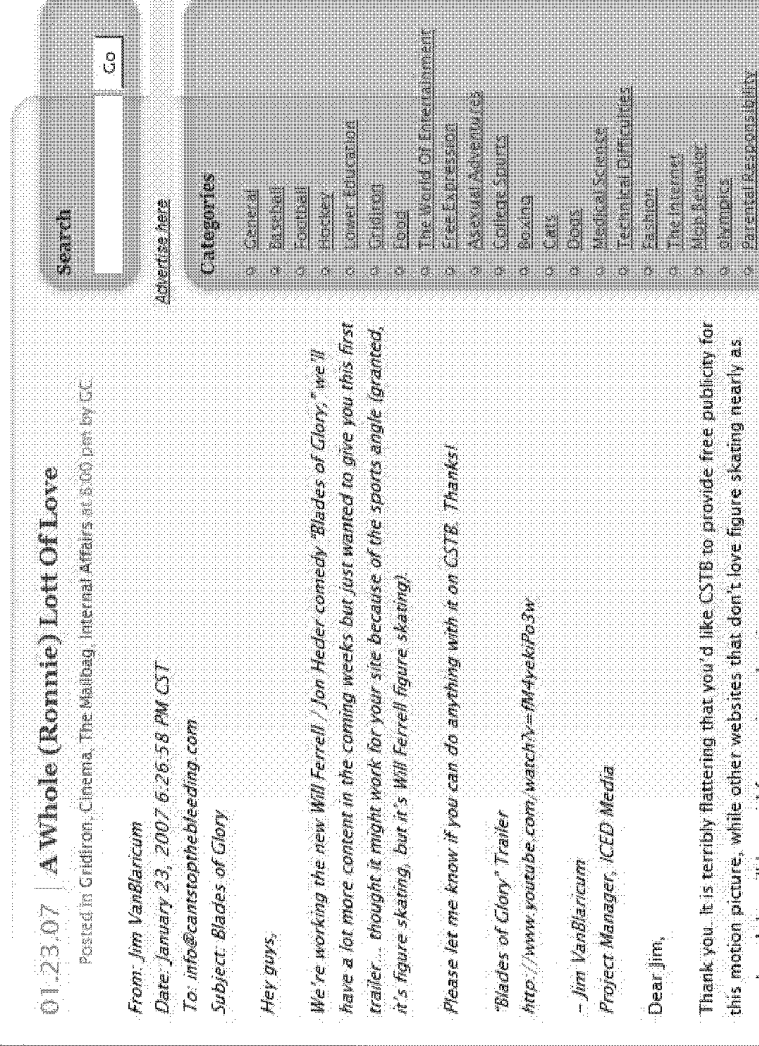 01.23.07 | A Whole (Ronnie) Lott Of Love
Posted in Gridiron, Cinema, The Mailbag, Internal Affairs at 6:00 pm by GC
From: Jim VanBlaricum
Date: January 23, 2007 6:26:58 PM CST
To: info@cantstopthebleeding.com
Subject: Blades of Glory
Hey guys,
We're working the new Will Ferrell / Jon Heder comedy "Blades of Glory," we'll
have a lot more content in the coming weeks but just wanted to give you this first
trailer... thought it might work for your site because of the sports angle (granted,
it's figure skating, but it's Will Ferrell figure skating).
Please let me know if you can do anything with it on CSTB. Thanks!
"Blades of Glory" Trailer
http://www.youtube.com/watch?v=fM4yekiPo3w
– Jim VanBlaricum
Project Manager, ICED Media
Dear Jim,
Thank you. It is terribly flattering that you'd like CSTB to provide free publicity for
this motion picture, while other websites that don't love figure skating nearly as
Search
Go
Advertise here
Categories
General
Baseball
Football
Hockey
Lower Education
Gridiron
Food
The World Of Entertainment
Free Expression
Asexual Adventures
College Spurts
Boxing
Cats
Dogs
Medical Science
Technical Difficulties
Fashion
The Internet
Mob Behavior
olympics
Parental Responsibility